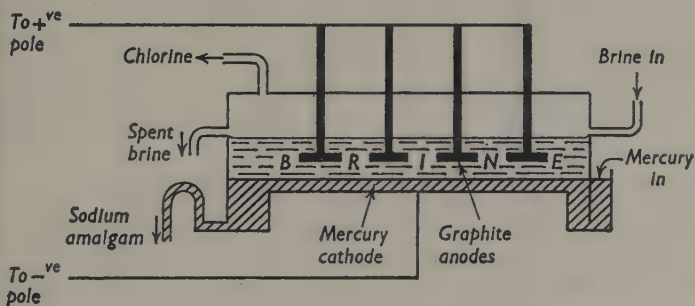 To +ve
pole
Chlorine
Brine in
Spent
brine
B R I N E
Mercury
in
Sodium
amalgam
Mercury
cathode
Graphite
anodes
To -ve
pole